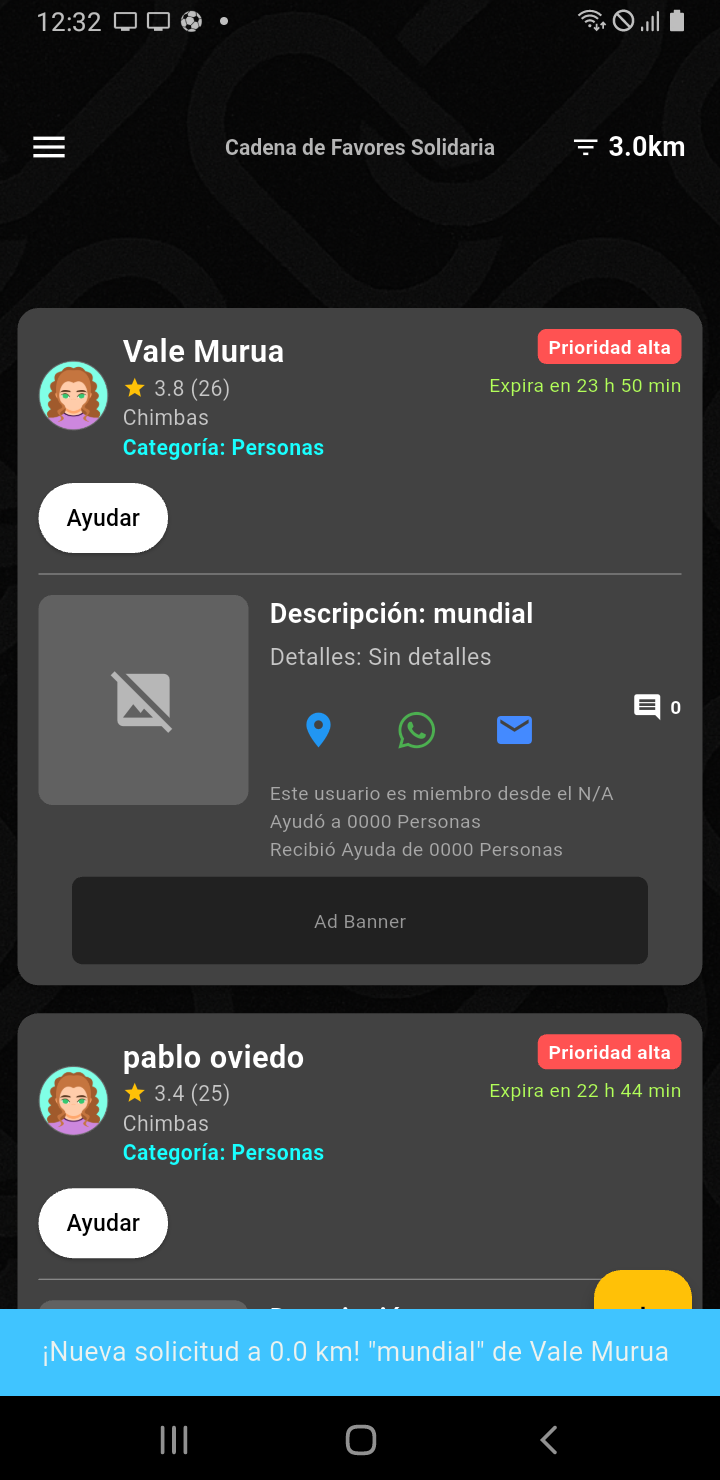 12:32
Cadena de Favores Solidaria
3.0km
Vale Murua
Prioridad alta
3.8 (26)
Expira en 23 h 50 min
Chimbas
Categoría: Personas
Ayudar
Descripción: mundial
Detalles: Sin detalles
0
Este usuario es miembro desde el N/A
Ayudó a 0000 Personas
Recibió Ayuda de 0000 Personas
Ad Banner
pablo oviedo
Prioridad alta
3.4 (25)
Expira en 22 h 44 min
Chimbas
Categoría: Personas
Ayudar
¡Nueva solicitud a 0.0 km! "mundial" de Vale Murua